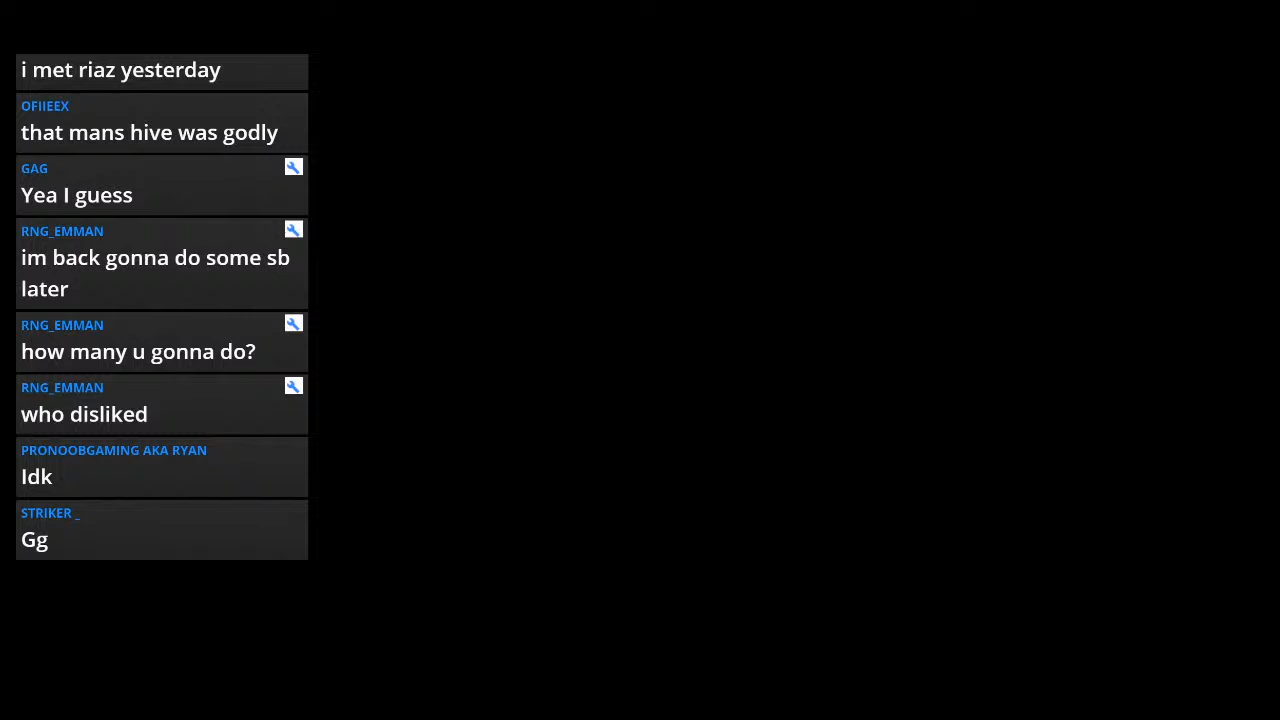 i met riaz yesterday
OFIIEEX
that mans hive was godly
GAG
Yea I guess
RNG_EMMAN
im back gonna do some sb
later
RNG_EMMAN
how many u gonna do?
RNG_EMMAN
who disliked
PRONOOBGAMING AKA RYAN
Idk
STRIKER _
Gg